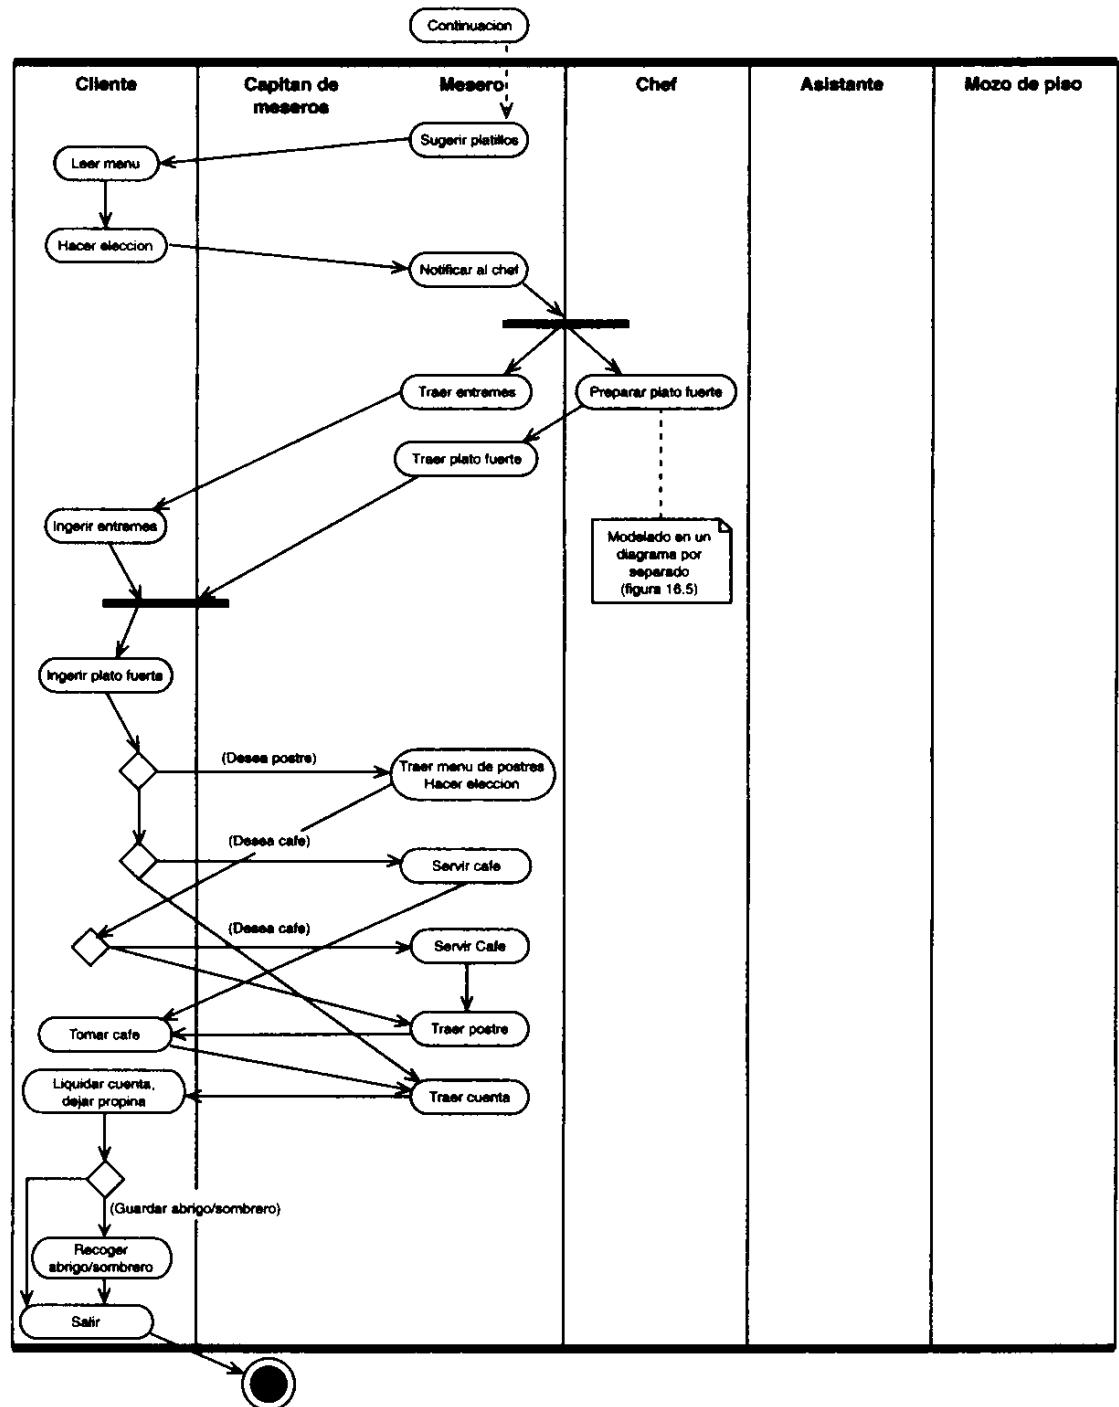 Continuacion
Cliente
Capitan de
meseros
Mesero
Chef
Asistante
Mozo de piso
Sugerir platillos
Leer menu
Hacer eleccion
Notificar al chef
Traer entremes
Preparar plato fuerte
Traer plato fuerte
Ingerir entremes
Modelado en un
diagrama por
separado
(figura 16.5)
Ingerir plato fuerte
(Desea postre)
Traer menu de postres
Hacer eleccion
(Desea cafe)
Servir cafe
(Desea cafe)
Servir Cafe
Tomar cafe
Traer postre
Liquidar cuenta,
dejar propina
Traer cuenta
(Guardar abrigo/sombrero)
Recoger
abrigo/sombrero
Salir